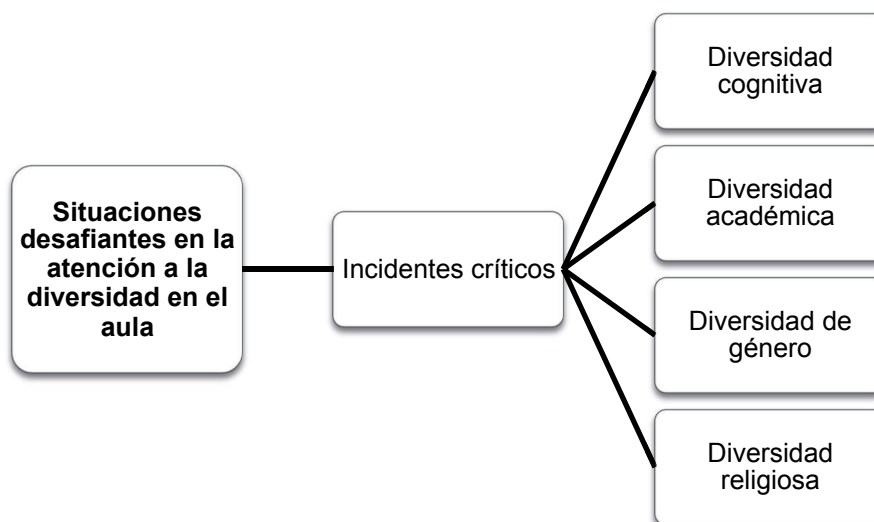 Situaciones
desafiantes en la
atención a la
diversidad en el
aula
Incidentes críticos
Diversidad
cognitiva
Diversidad
académica
Diversidad de
género
Diversidad
religiosa